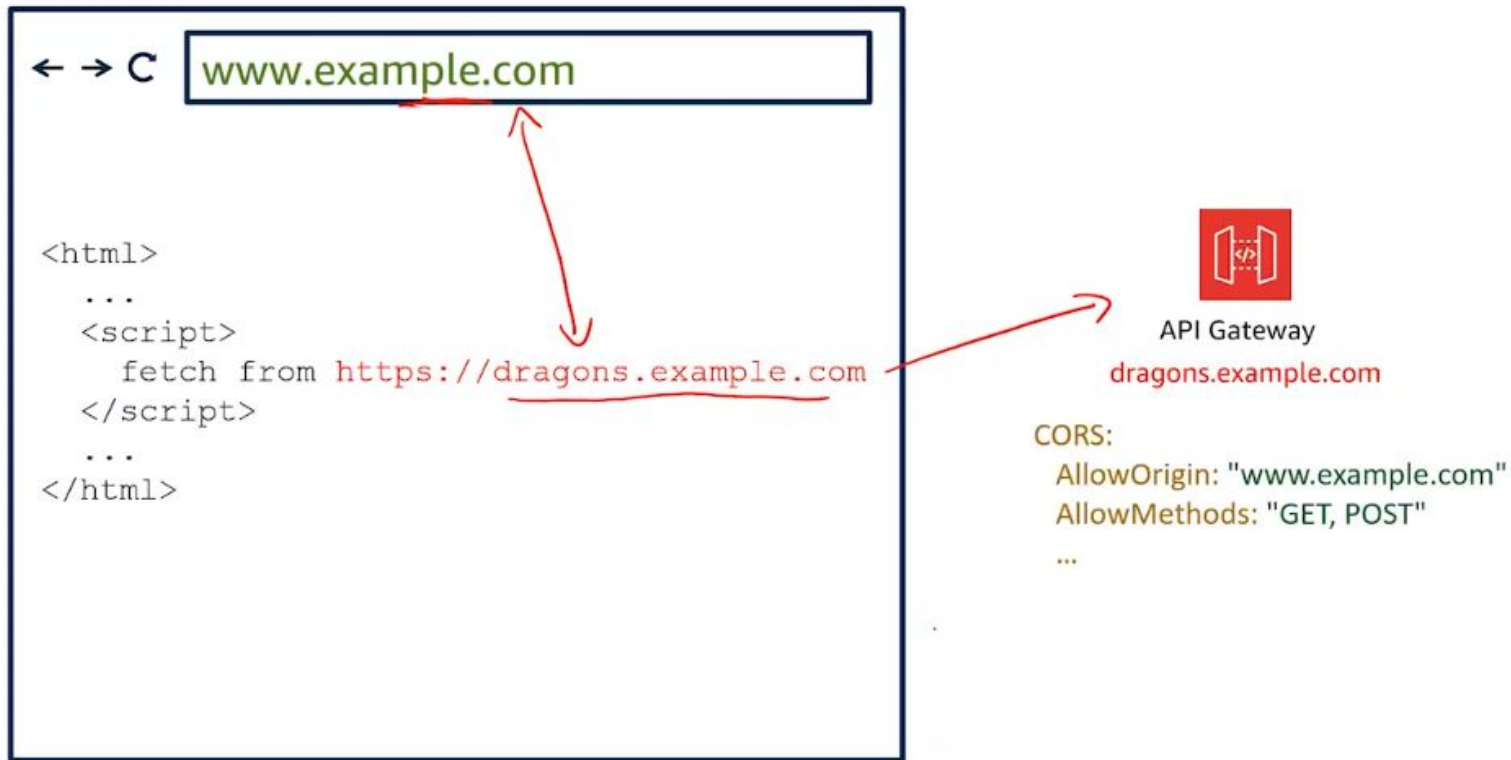 www.example.com
<html>
...
<script>
fetch from https://dragons.example.com
</script>
...
</html>
API Gateway
dragons.example.com
CORS:
AllowOrigin: "www.example.com"
AllowMethods: "GET, POST"
...